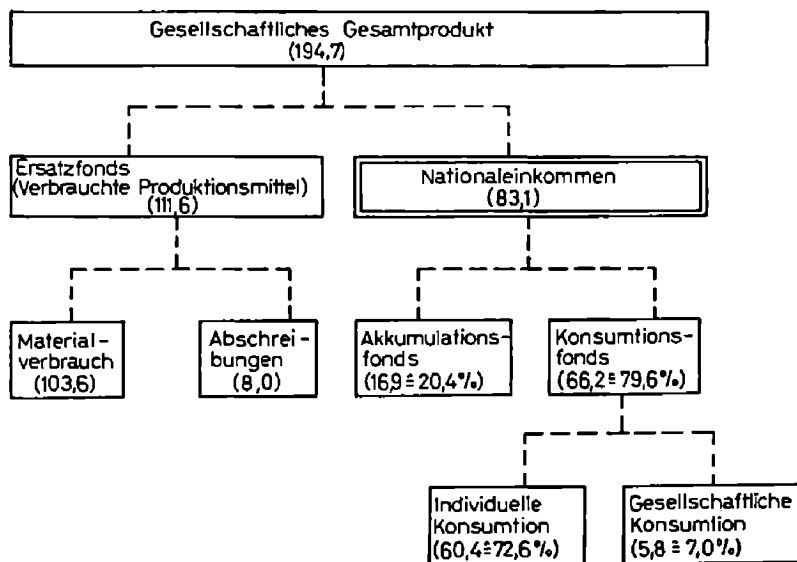 Gesellschaftliches Gesamtprodukt
(194,7)
Ersatzfonds
(Verbrauchte Produktionsmittel)
(111,6)
Nationaleinkommen
(83,1)
Material-
verbrauch
(103,6)
Abschrei-
bungen
(8,0)
Akkumulations-
fonds
(16,9 ≙ 20,4%)
Konsumtions-
fonds
(66,2 ≙ 79,6%)
Individuelle
Konsumtion
(60,4 ≙ 72,6%)
Gesellschaftliche
Konsumtion
(5,8 ≙ 7,0%)